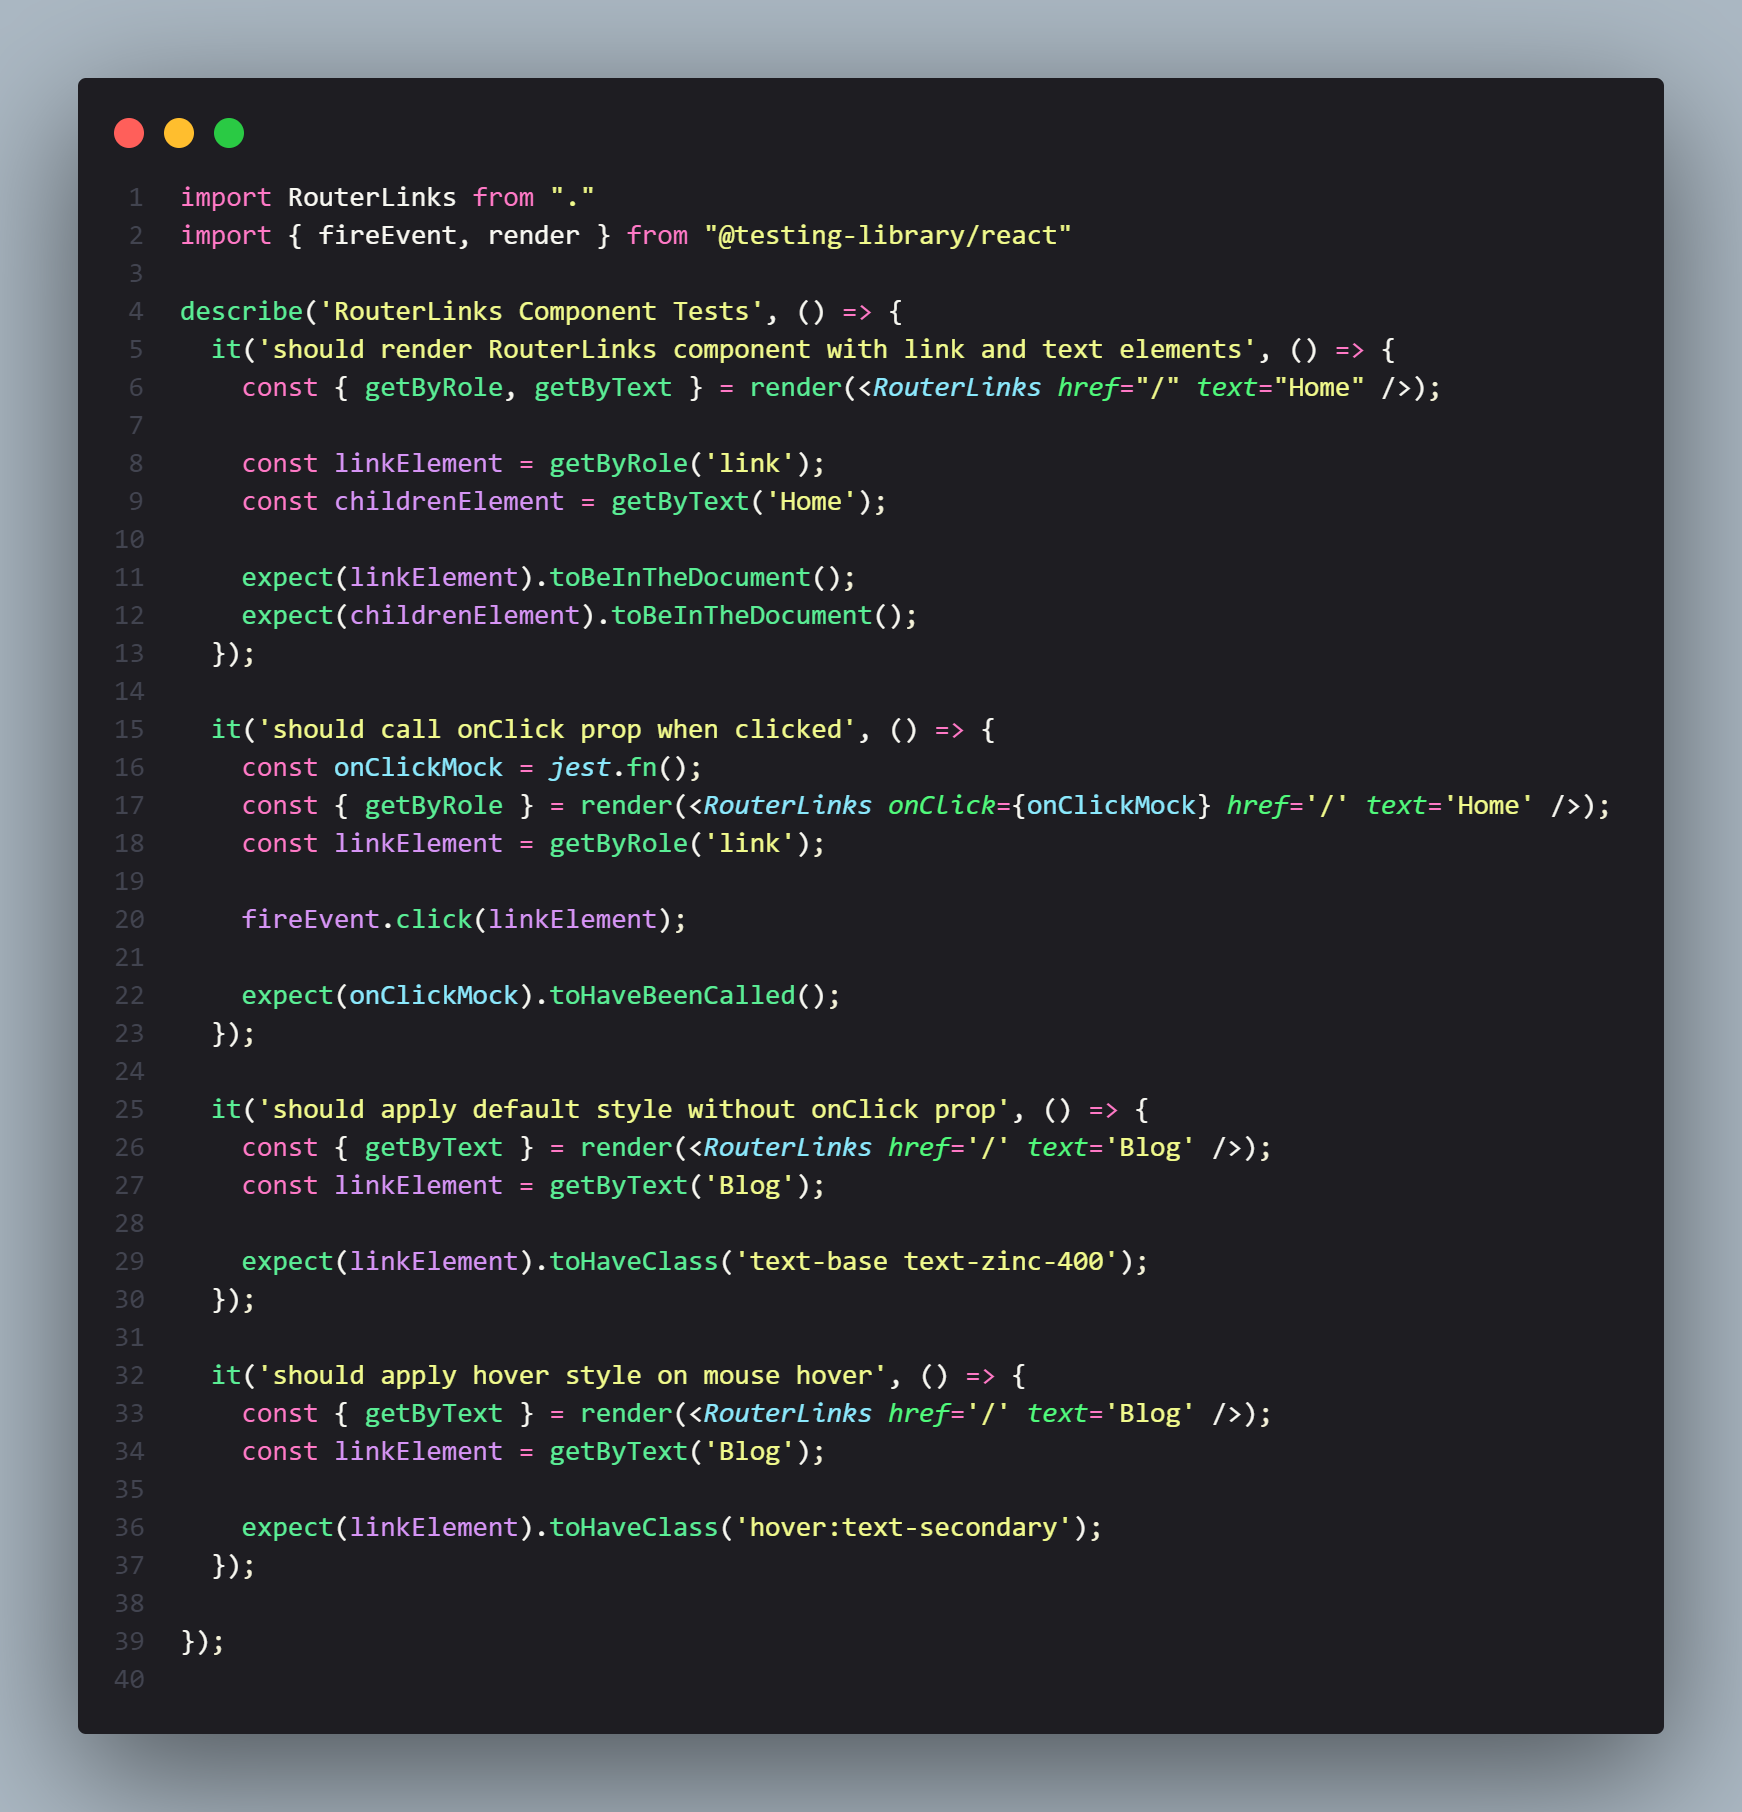 1 import RouterLinks from "."
2 import { fireEvent, render } from "@testing-library/react"
3
4 describe('RouterLinks Component Tests', () => {
5   it('should render RouterLinks component with link and text elements', () => {
6     const { getByRole, getByText } = render(<RouterLinks href="/" text="Home" />);
7
8     const linkElement = getByRole('link');
9     const childrenElement = getByText('Home');
10
11     expect(linkElement).toBeInTheDocument();
12     expect(childrenElement).toBeInTheDocument();
13   });
14
15   it('should call onClick prop when clicked', () => {
16     const onClickMock = jest.fn();
17     const { getByRole } = render(<RouterLinks onClick={onClickMock} href='/' text='Home' />);
18     const linkElement = getByRole('link');
19
20     fireEvent.click(linkElement);
21
22     expect(onClickMock).toHaveBeenCalled();
23   });
24
25   it('should apply default style without onClick prop', () => {
26     const { getByText } = render(<RouterLinks href='/' text='Blog' />);
27     const linkElement = getByText('Blog');
28
29     expect(linkElement).toHaveClass('text-base text-zinc-400');
30   });
31
32   it('should apply hover style on mouse hover', () => {
33     const { getByText } = render(<RouterLinks href='/' text='Blog' />);
34     const linkElement = getByText('Blog');
35
36     expect(linkElement).toHaveClass('hover:text-secondary');
37   });
38
39 });
40